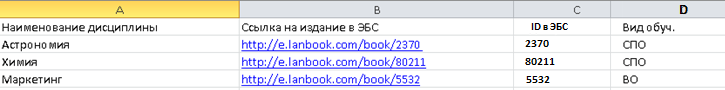 A B C D
Наименование дисциплины Ссылка на издание в ЭБС ID в ЭБС Вид обуч.
Астрономия http://e.lanbook.com/book/2370 2370 СПО
Химия http://e.lanbook.com/book/80211 80211 СПО
Маркетинг http://e.lanbook.com/book/5532 5532 ВО